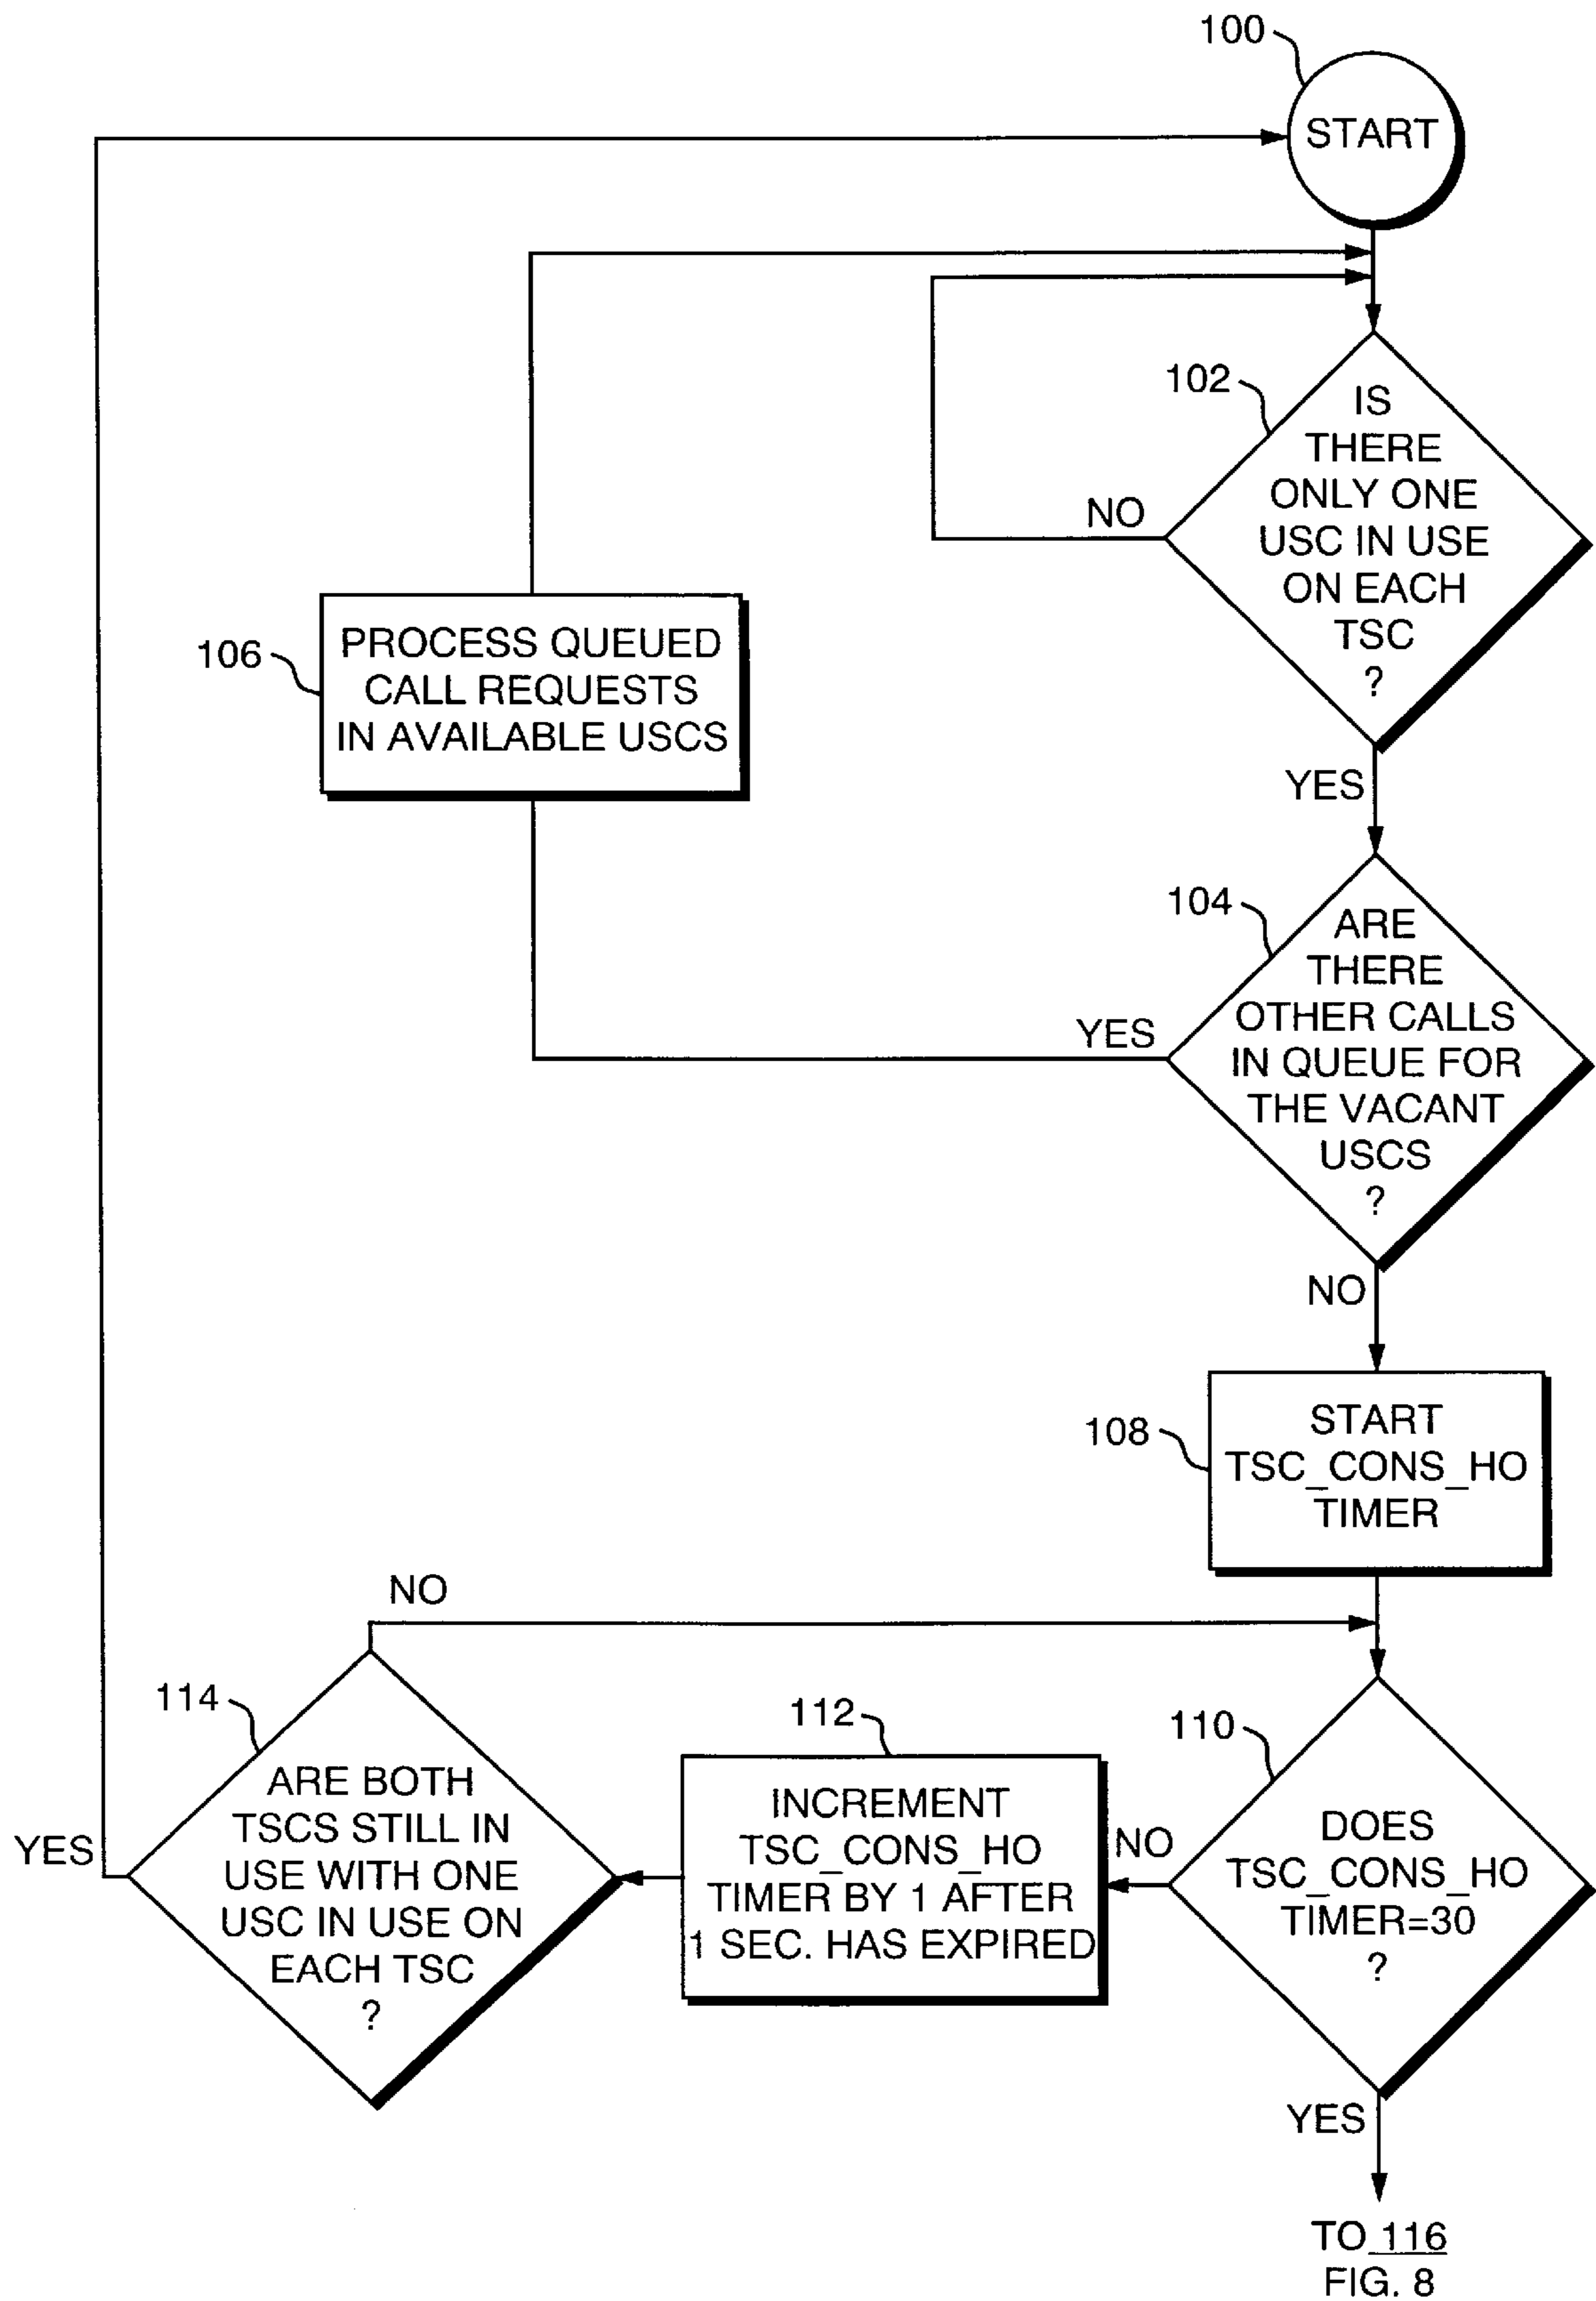 100
START
102
IS
THERE
ONLY ONE
USC IN USE
ON EACH
TSC
?
NO
YES
106
PROCESS QUEUED
CALL REQUESTS
IN AVAILABLE USCS
104
ARE
THERE
OTHER CALLS
IN QUEUE FOR
THE VACANT
USCS
?
YES
NO
108
START
TSC_CONS_HO
TIMER
NO
114
ARE BOTH
TSCS STILL IN
USE WITH ONE
USC IN USE ON
EACH TSC
?
YES
112
INCREMENT
TSC_CONS_HO
TIMER BY 1 AFTER
1 SEC. HAS EXPIRED
NO
110
DOES
TSC_CONS_HO
TIMER=30
?
YES
TO 116
FIG. 8